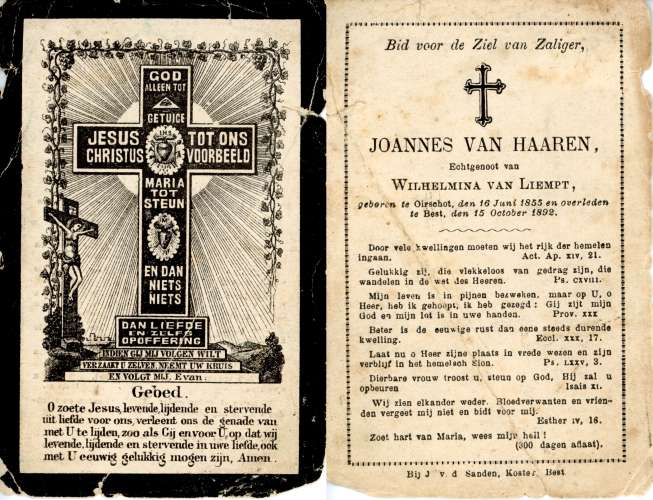 GOD
ALLEEN TOT
GETUIGE
JESUS TOT ONS
CHRISTUS VOORBEELD
MARIA
TOT
STEUN
EN DAN
NIETS
NIETS
DAN LIEFDE
IN ZELFS
OPOFFERING
INDIEN GIJ MIJ VOLGEN WILT
VERZAAKT U ZELVEN, NEEMT UW KRUIS
EN VOLGT MIJ. Evan.
Gebed.
O zoete Jesus, levende, lijdende en stervende
uit liefde voor ons, verleent ons de genade van
met U te lijden, zoo als Gij en voor U, op dat wij
levende, lijdende en stervende in uwe liefde, ook
met U eeuwig gelukkig mogen zijn, Amen.
Bid voor de Ziel van Zaliger,
JOANNES VAN HAAREN,
Echtgenoot van
WILHELMINA VAN LIEMPT,
geboren te Oirschot, den 16 Juni 1855 en overleden
te Best, den 15 October 1892.
Door vele kwellingen moeten wij het rijk der hemelen
ingaan. Act. Ap. XIV, 21.
Gelukkig zij, die vlekkeloos van gedrag zijn, die
wandelen in de wet des Heeren. Ps. CXVIII.
Mijn leven is in pijnen bezweken, maar op U, o
Heer, heb ik gehoopt, ik heb gezegd: Gij zijt mijn
God en mijn lot is in uwe handen. Prov. XXX
Beter is de eeuwige rust dan eene steeds durende
kwelling. Eccl. XXX, 17.
Laat nu o Heer zijne plaats in vrede wezen en zijn
verblijf in het hemelsch Sion. Ps. LXXV, 3.
Dierbare vrouw troost u, steun op God, Hij zal u
opbeuren Isaïs XI.
Wij zien elkander weder. Bloedverwanten en vrien-
den vergeet mij niet en bidt voor mij.
Esther IV, 16.
Zoet hart van Maria, wees mijn heil!
(300 dagen aflaat).
Bij J. v. d. Sanden, Koster, Best